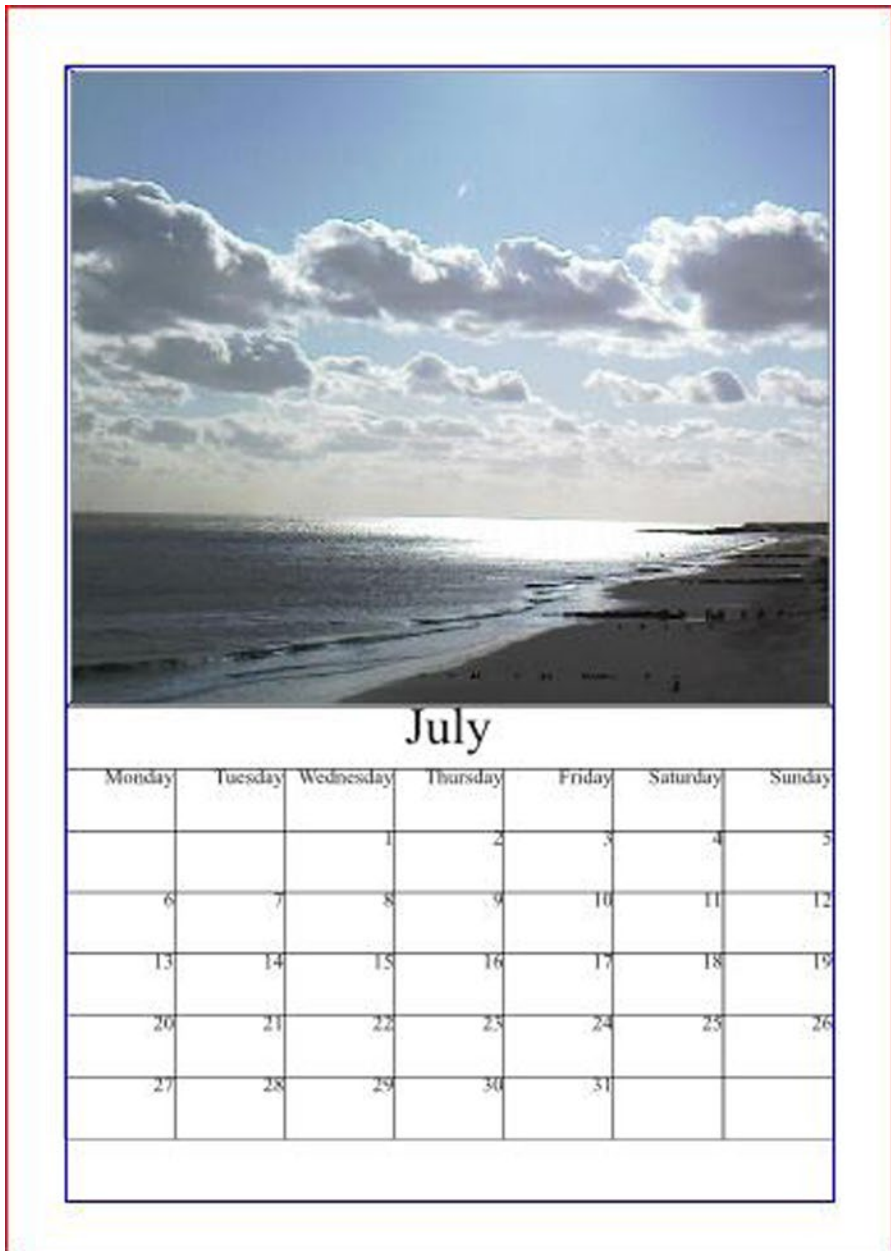 July
Monday Tuesday Wednesday Thursday Friday Saturday Sunday
1 2 3 4 5
6 7 8 9 10 11 12
13 14 15 16 17 18 19
20 21 22 23 24 25 26
27 28 29 30 31